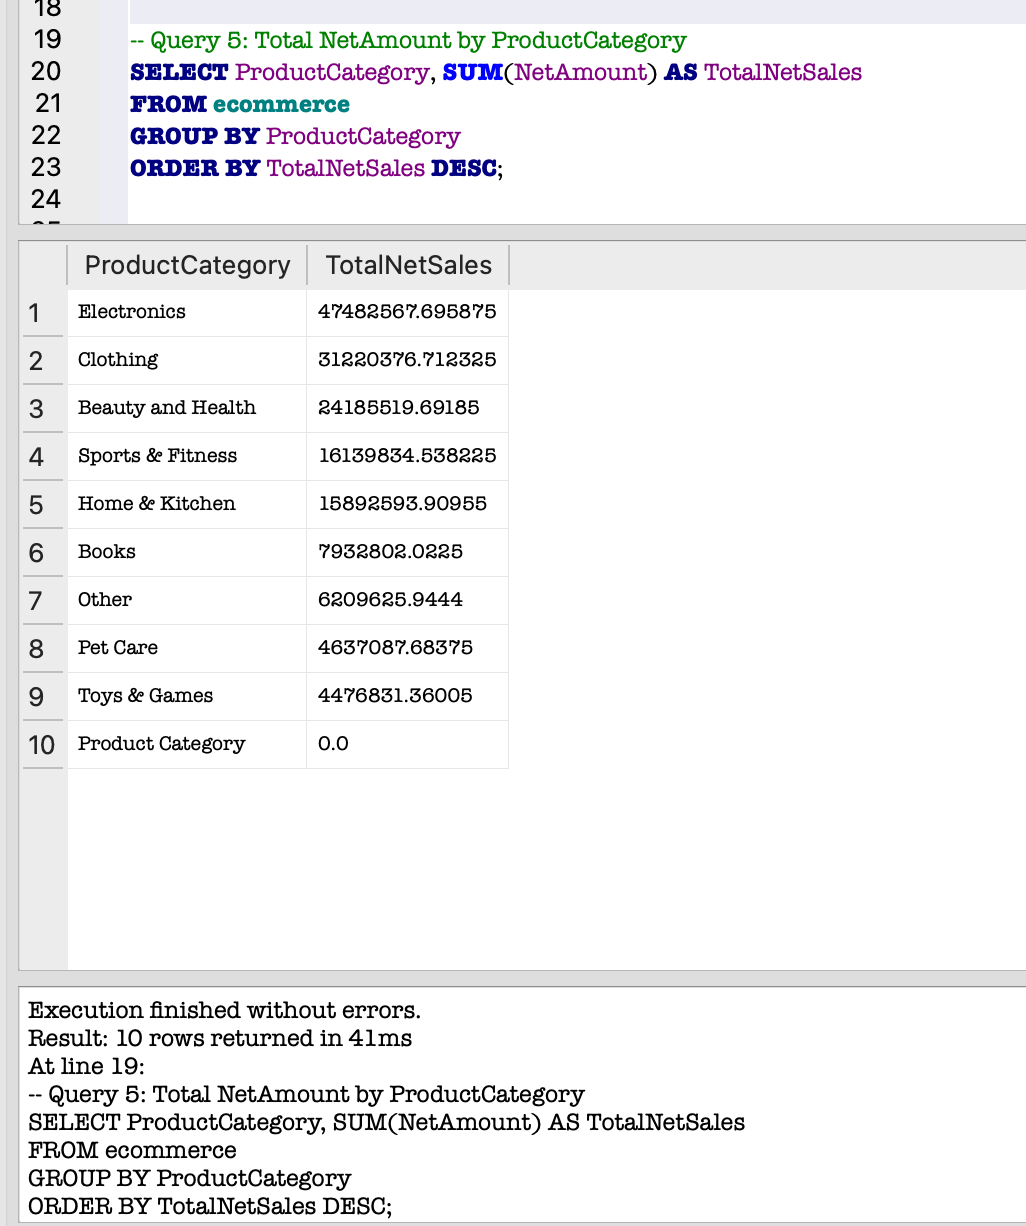 18
19 -- Query 5: Total NetAmount by ProductCategory
20 SELECT ProductCategory, SUM(NetAmount) AS TotalNetSales
21 FROM ecommerce
22 GROUP BY ProductCategory
23 ORDER BY TotalNetSales DESC;
24
ProductCategory TotalNetSales
1 Electronics 47482567.695875
2 Clothing 31220376.712325
3 Beauty and Health 24185519.69185
4 Sports & Fitness 16139834.538225
5 Home & Kitchen 15892593.90955
6 Books 7932802.0225
7 Other 6209625.9444
8 Pet Care 4637087.68375
9 Toys & Games 4476831.36005
10 Product Category 0.0
Execution finished without errors.
Result: 10 rows returned in 41ms
At line 19:
-- Query 5: Total NetAmount by ProductCategory
SELECT ProductCategory, SUM(NetAmount) AS TotalNetSales
FROM ecommerce
GROUP BY ProductCategory
ORDER BY TotalNetSales DESC;